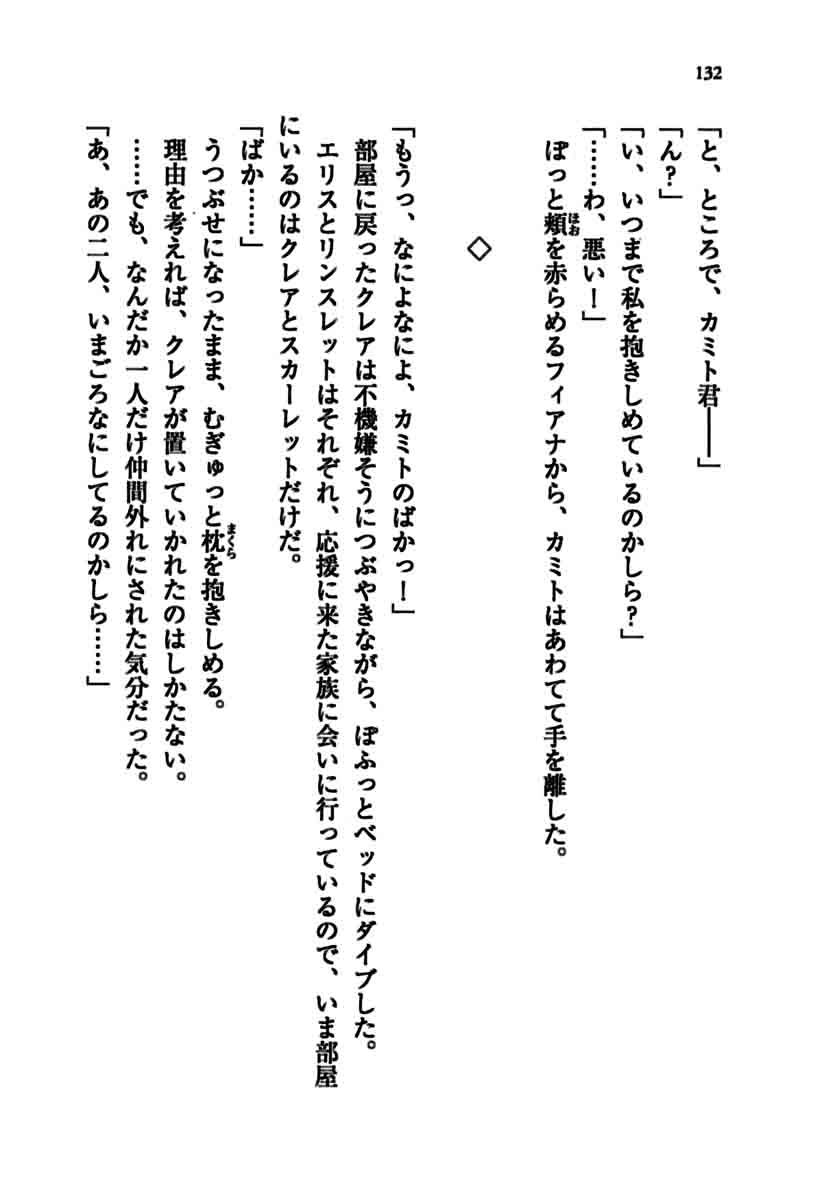 132
「と、ところで、カミト君――」
「ん?」
「い、いつまで私を抱きしめているのかしら?」
「……わ、悪い!」
ぽっと頬を赤らめるフィアナから、カミトはあわてて手を離した。
◇
「もうっ、なによなによ、カミトのばかっ!」
部屋に戻ったクレアは不機嫌そうにつぶやきながら、ぽふっとベッドにダイブした。
エリスとリンスレットはそれぞれ、応援に来た家族に会いに行っているので、いま部屋
にいるのはクレアとスカーレットだけだ。
「ばか……」
うつぶせになったまま、むぎゅっと枕を抱きしめる。
理由を考えれば、クレアが置いていかれたのはしかたない。
……でも、なんだか一人だけ仲間外れにされた気分だった。
「あ、あの二人、いまごろなにしてるのかしら……」